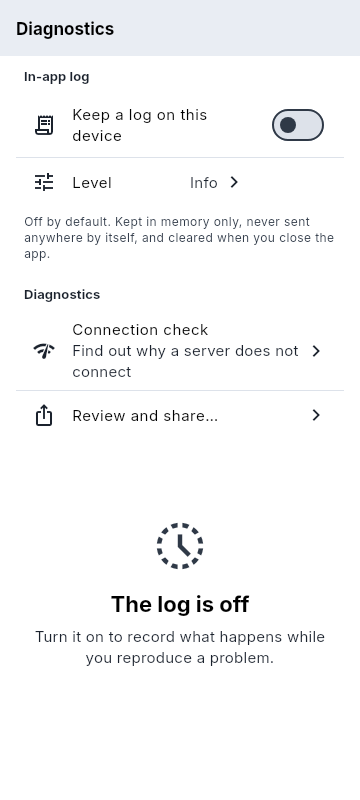 Diagnostics
In-app log
Keep a log on this
device
Level
Info
Off by default. Kept in memory only, never sent
anywhere by itself, and cleared when you close the
app.
Diagnostics
Connection check
Find out why a server does not
connect
Review and share...
The log is off
Turn it on to record what happens while
you reproduce a problem.